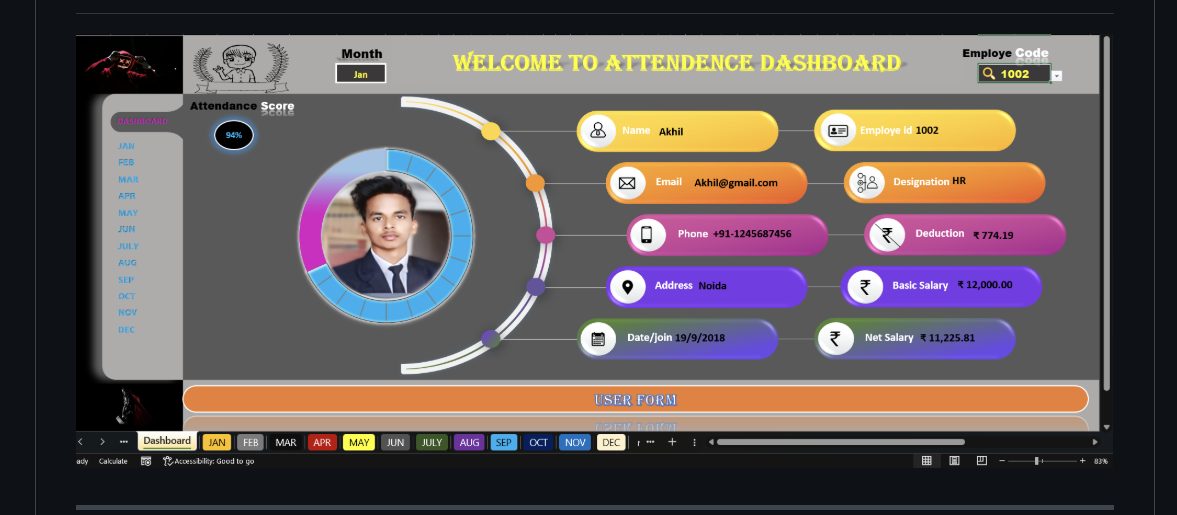 Month
Jan
WELCOME TO ATTENDENCE DASHBOARD
Employe Code
1002
Attendance Score
94%
DASHBOARD
JAN
FEB
MAR
APR
MAY
JUN
JULY
AUG
SEP
OCT
NOV
DEC
Name Akhil
Employe id 1002
Email Akhil@gmail.com
Designation HR
Phone +91-1245687456
Deduction ₹ 774.19
Address Noida
Basic Salary ₹ 12,000.00
Date/join 19/9/2018
Net Salary ₹ 11,225.81
USER FORM
Dashboard JAN FEB MAR APR MAY JUN JULY AUG SEP OCT NOV DEC
ady Calculate Accessibility: Good to go 83%